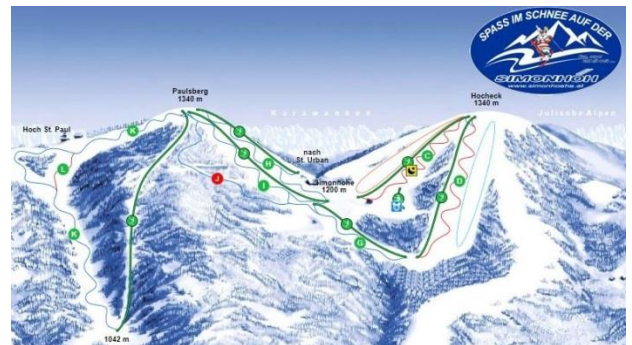 SPASS IM SCHNEE AUF DER
SIMONHÖH
www.simonhoehe.at
Paulsberg
1340 m
Hocheck
1340 m
Karawanken
Julische Alpen
Hoch St. Paul
nach
St. Urban
Simonhöhe
1200 m
K
L
K
J
H
I
G
C
D
1042 m